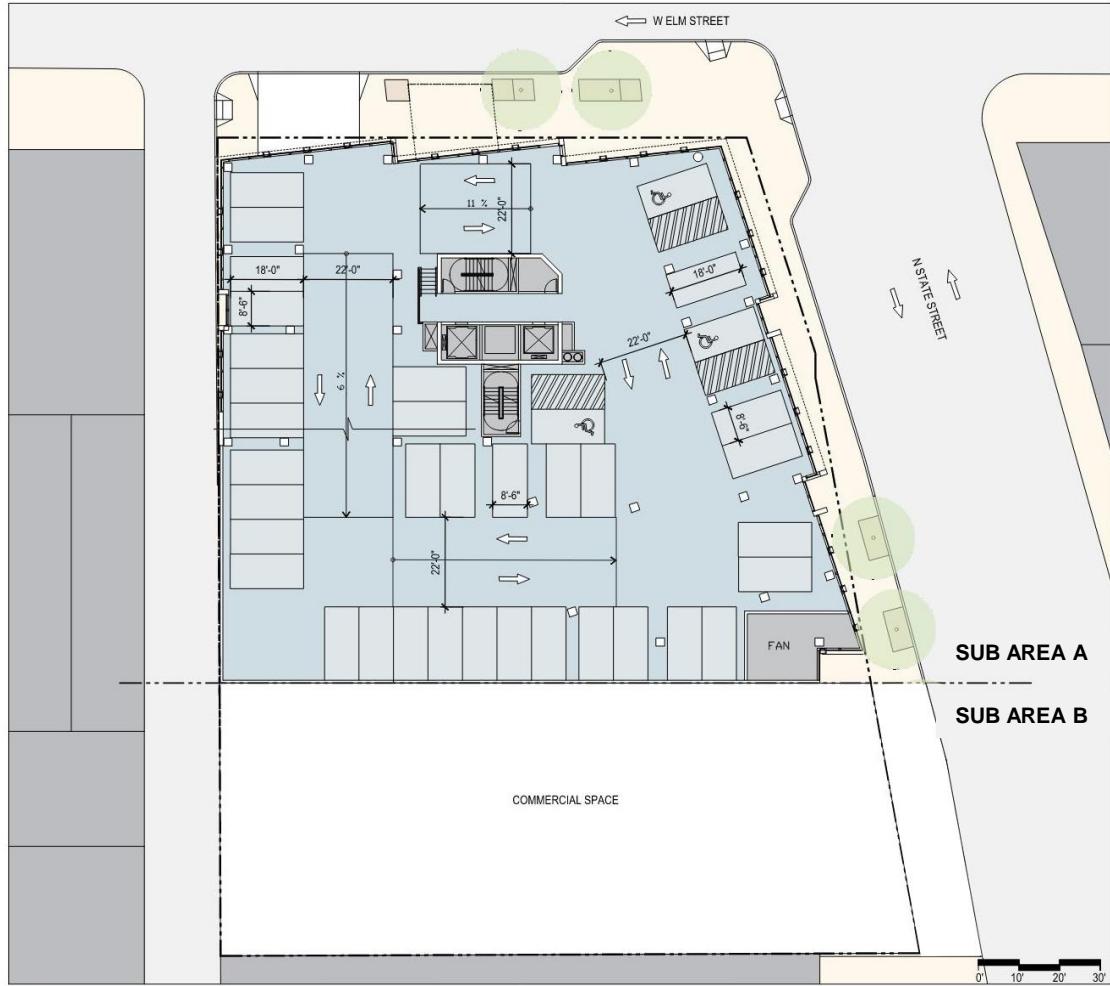 W ELM STREET
11 %
22'-0"
18'-0"
22'-0"
8'-6"
18'-0"
N STATE STREET
22'-0"
6 %
8'-6"
8'-6"
22'-0"
FAN
SUB AREA A
SUB AREA B
COMMERCIAL SPACE
0' 10' 20' 30'